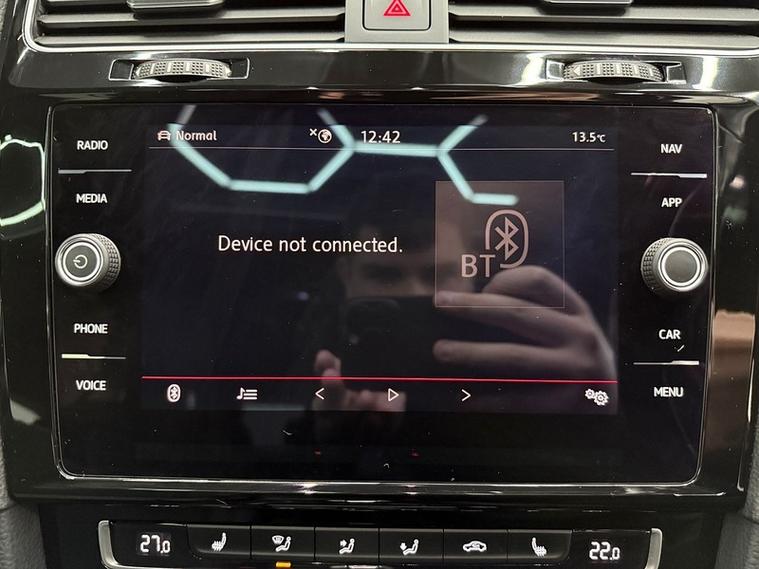 Normal
12:42
13.5°C
RADIO
NAV
MEDIA
APP
Device not connected.
BT
PHONE
CAR
VOICE
MENU
27.0
22.0